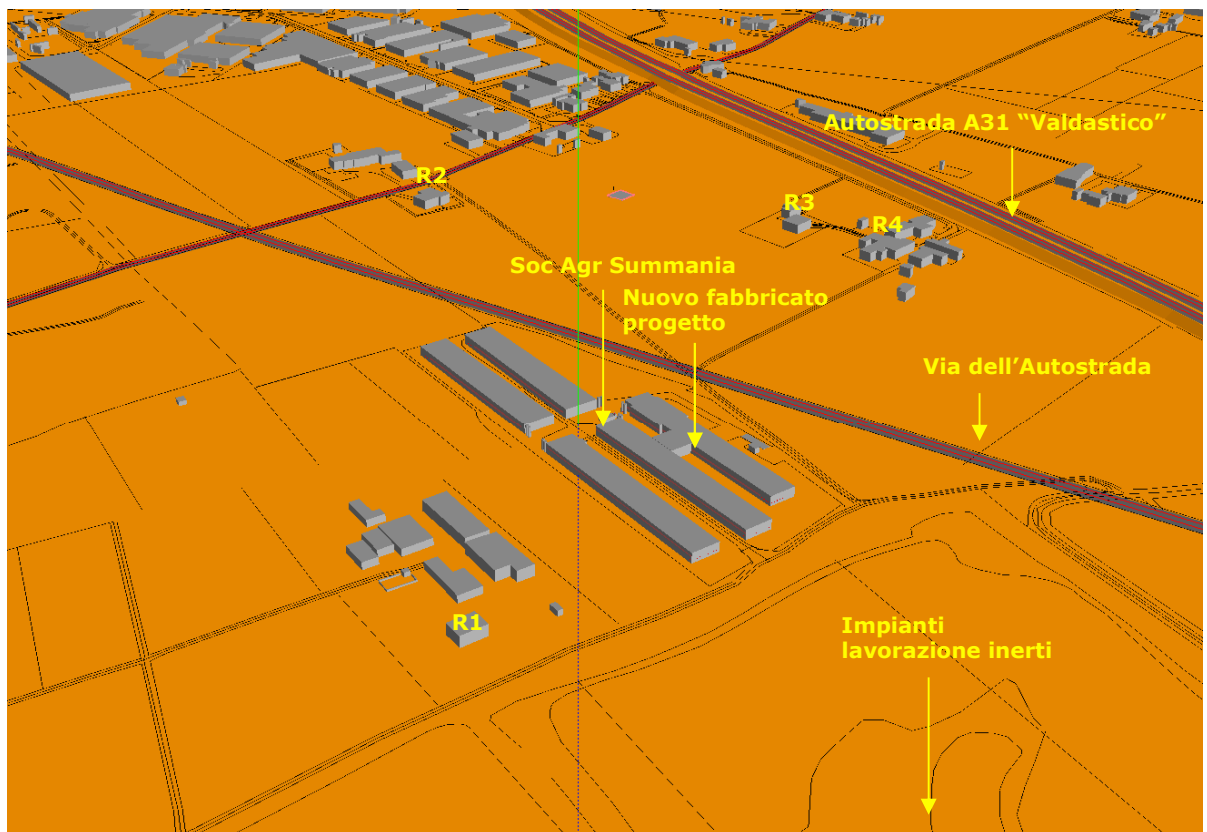 Autostrada A31 “Valdastico”
R2
R3
R4
Soc Agr Summania
Nuovo fabbricato
progetto
Via dell’Autostrada
R1
Impianti
lavorazione inerti